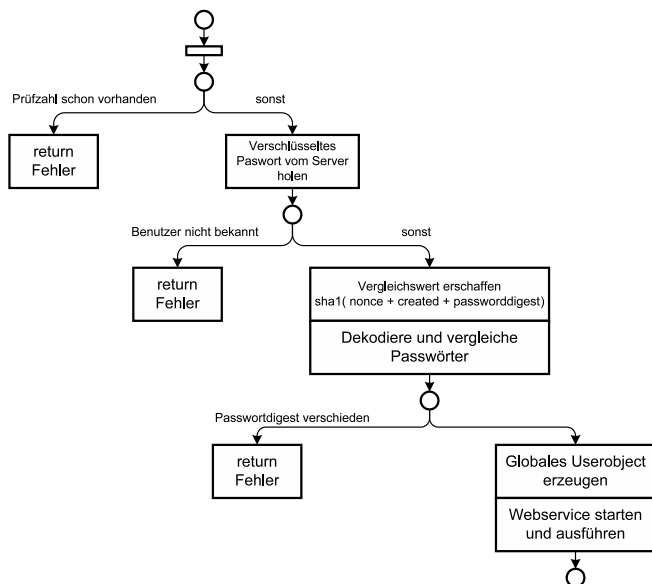 Prüfzahl schon vorhanden
sonst
return
Fehler
Verschlüsseltes
Paswort vom Server
holen
Benutzer nicht bekannt
sonst
return
Fehler
Vergleichswert erschaffen
sha1( nonce + created + passworddigest)
Dekodiere und vergleiche
Passwörter
Passwortdigest verschieden
return
Fehler
Globales Userobject
erzeugen
Webservice starten
und ausführen